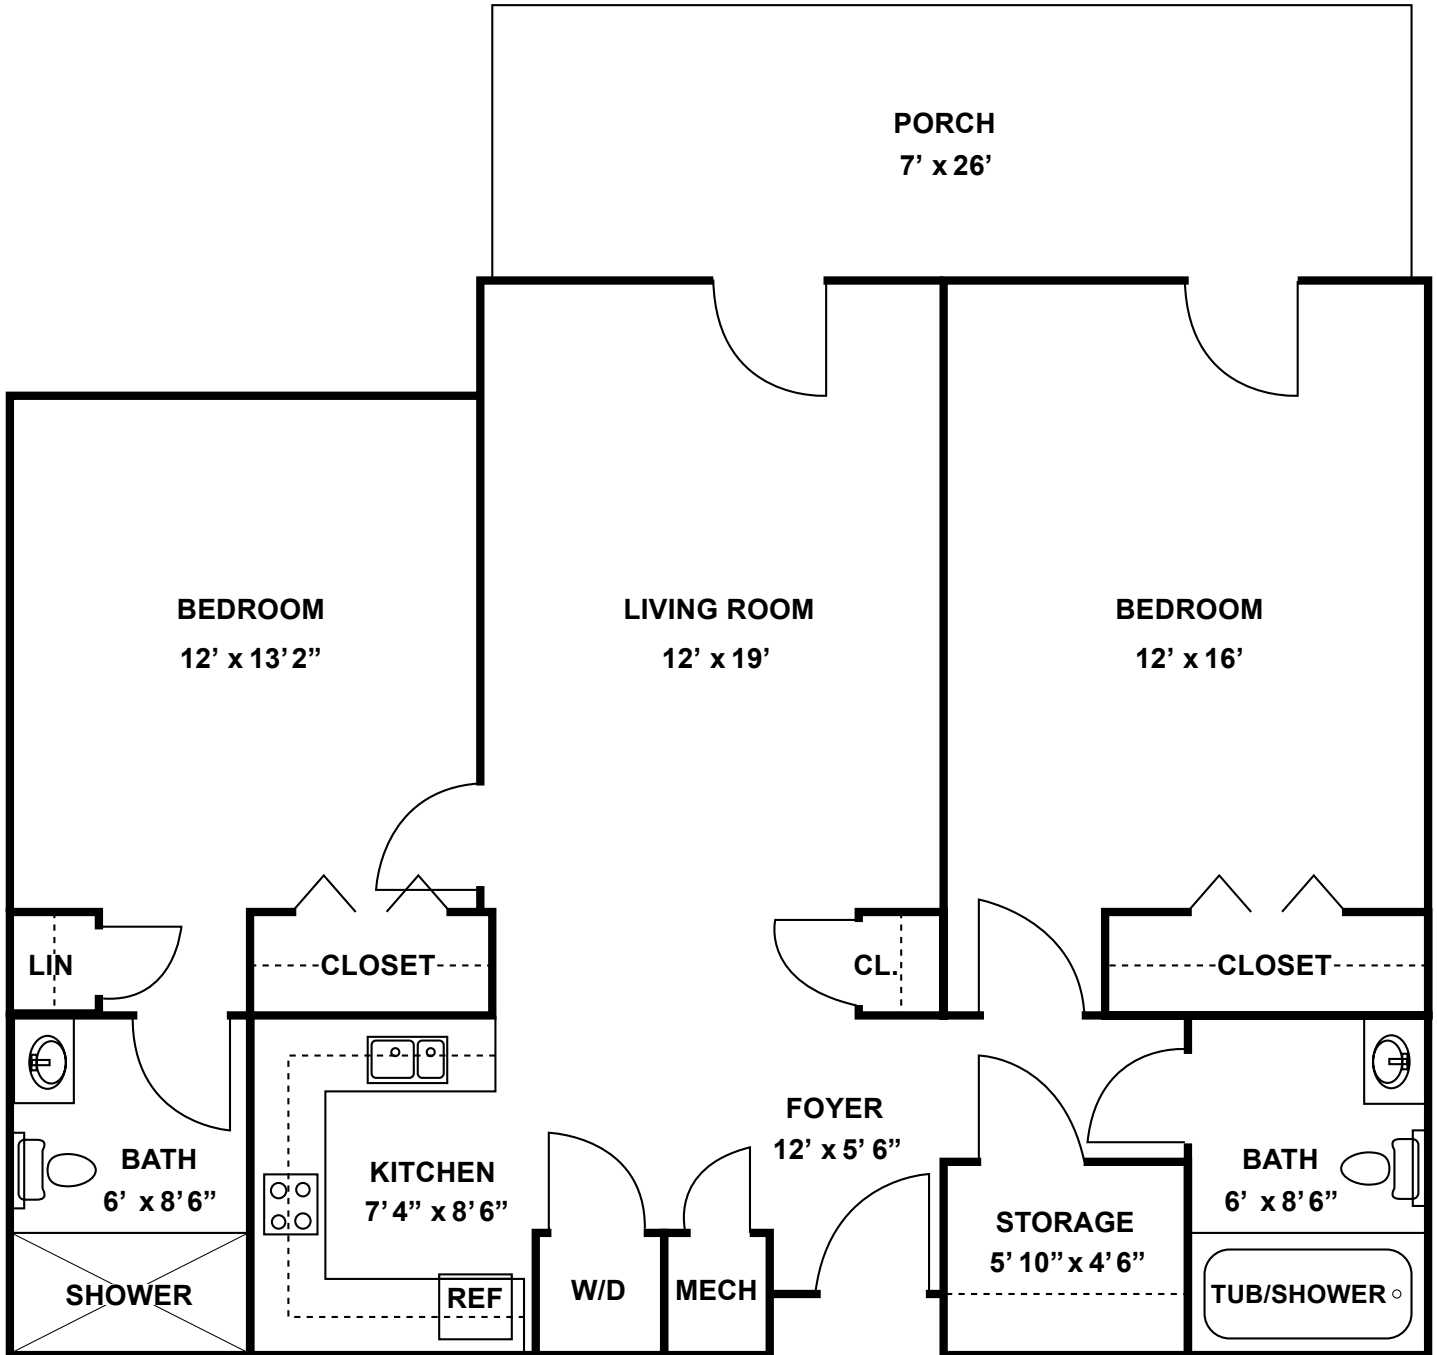 PORCH
7’ x 26’
BEDROOM
12’ x 13’ 2”
LIVING ROOM
12’ x 19’
BEDROOM
12’ x 16’
LIN
CLOSET
CL.
CLOSET
FOYER
12’ x 5’ 6”
BATH
6’ x 8’ 6”
KITCHEN
7’ 4” x 8’ 6”
BATH
6’ x 8’ 6”
STORAGE
5’ 10” x 4’ 6”
SHOWER
REF
W/D
MECH
TUB/SHOWER